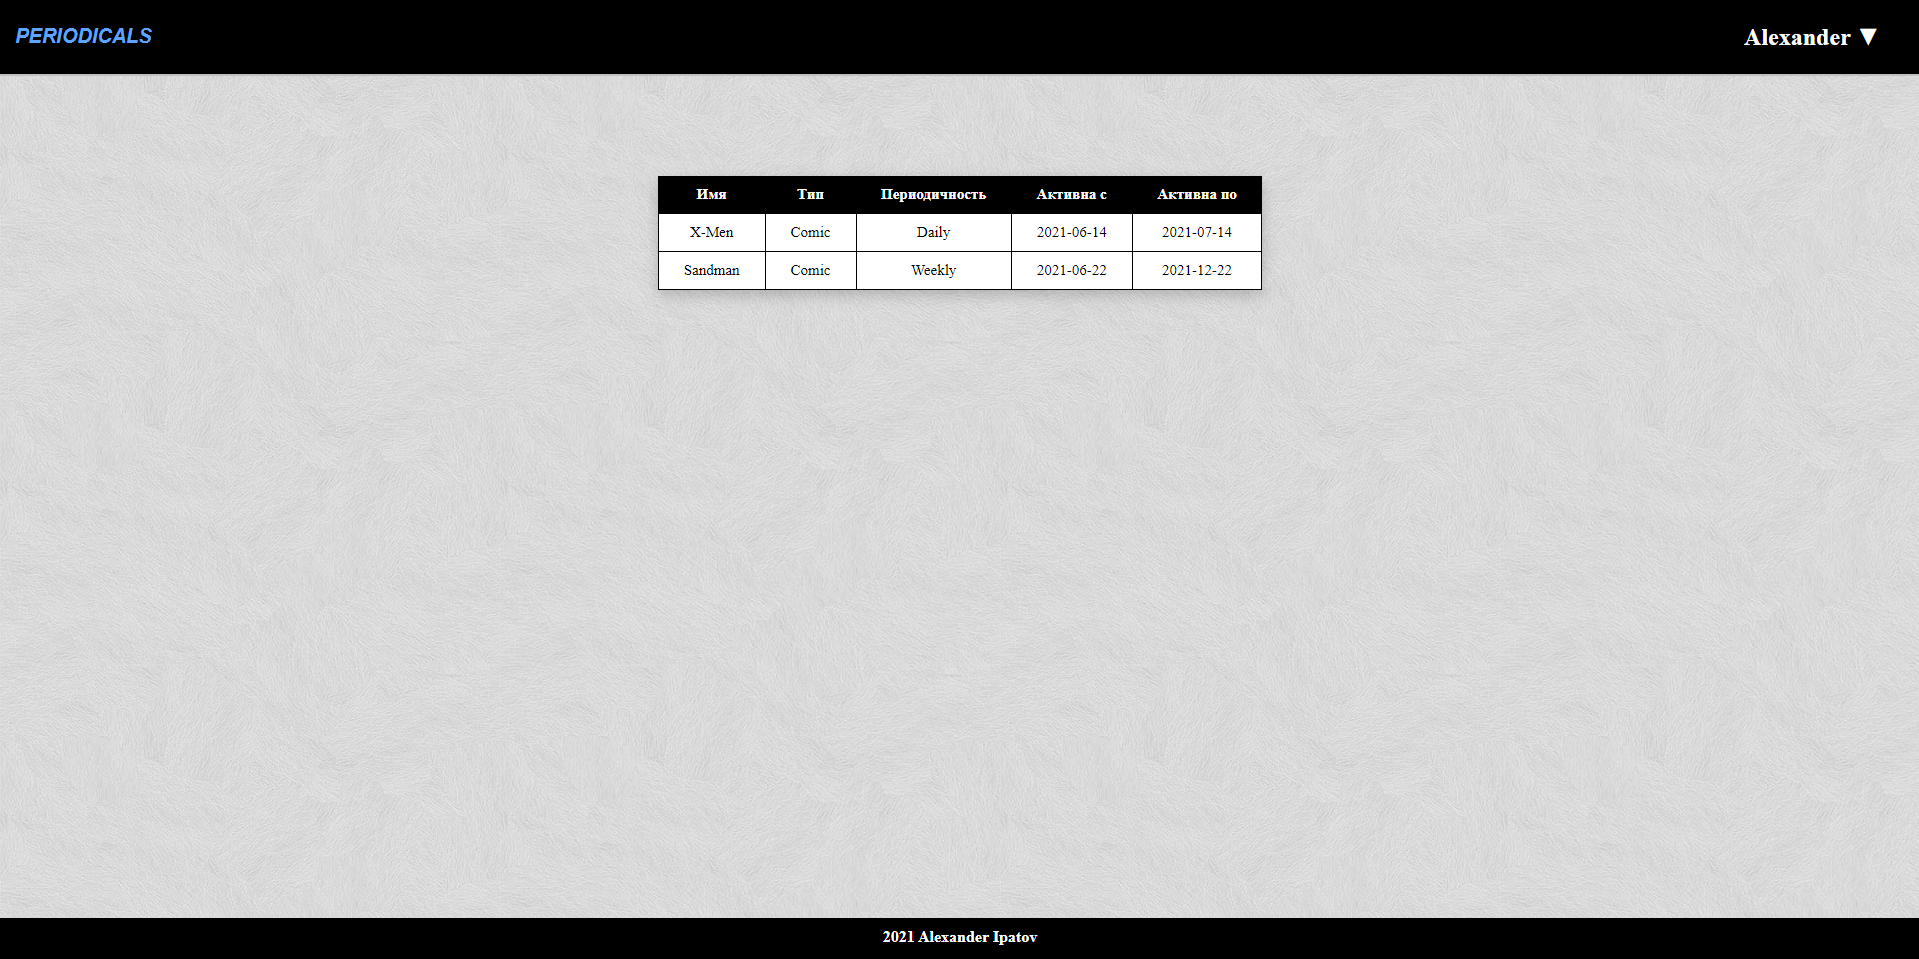 PERIODICALS
Alexander ▼
Имя Тип Периодичность Активна с Активна по
X-Men Comic Daily 2021-06-14 2021-07-14
Sandman Comic Weekly 2021-06-22 2021-12-22
2021 Alexander Ipatov